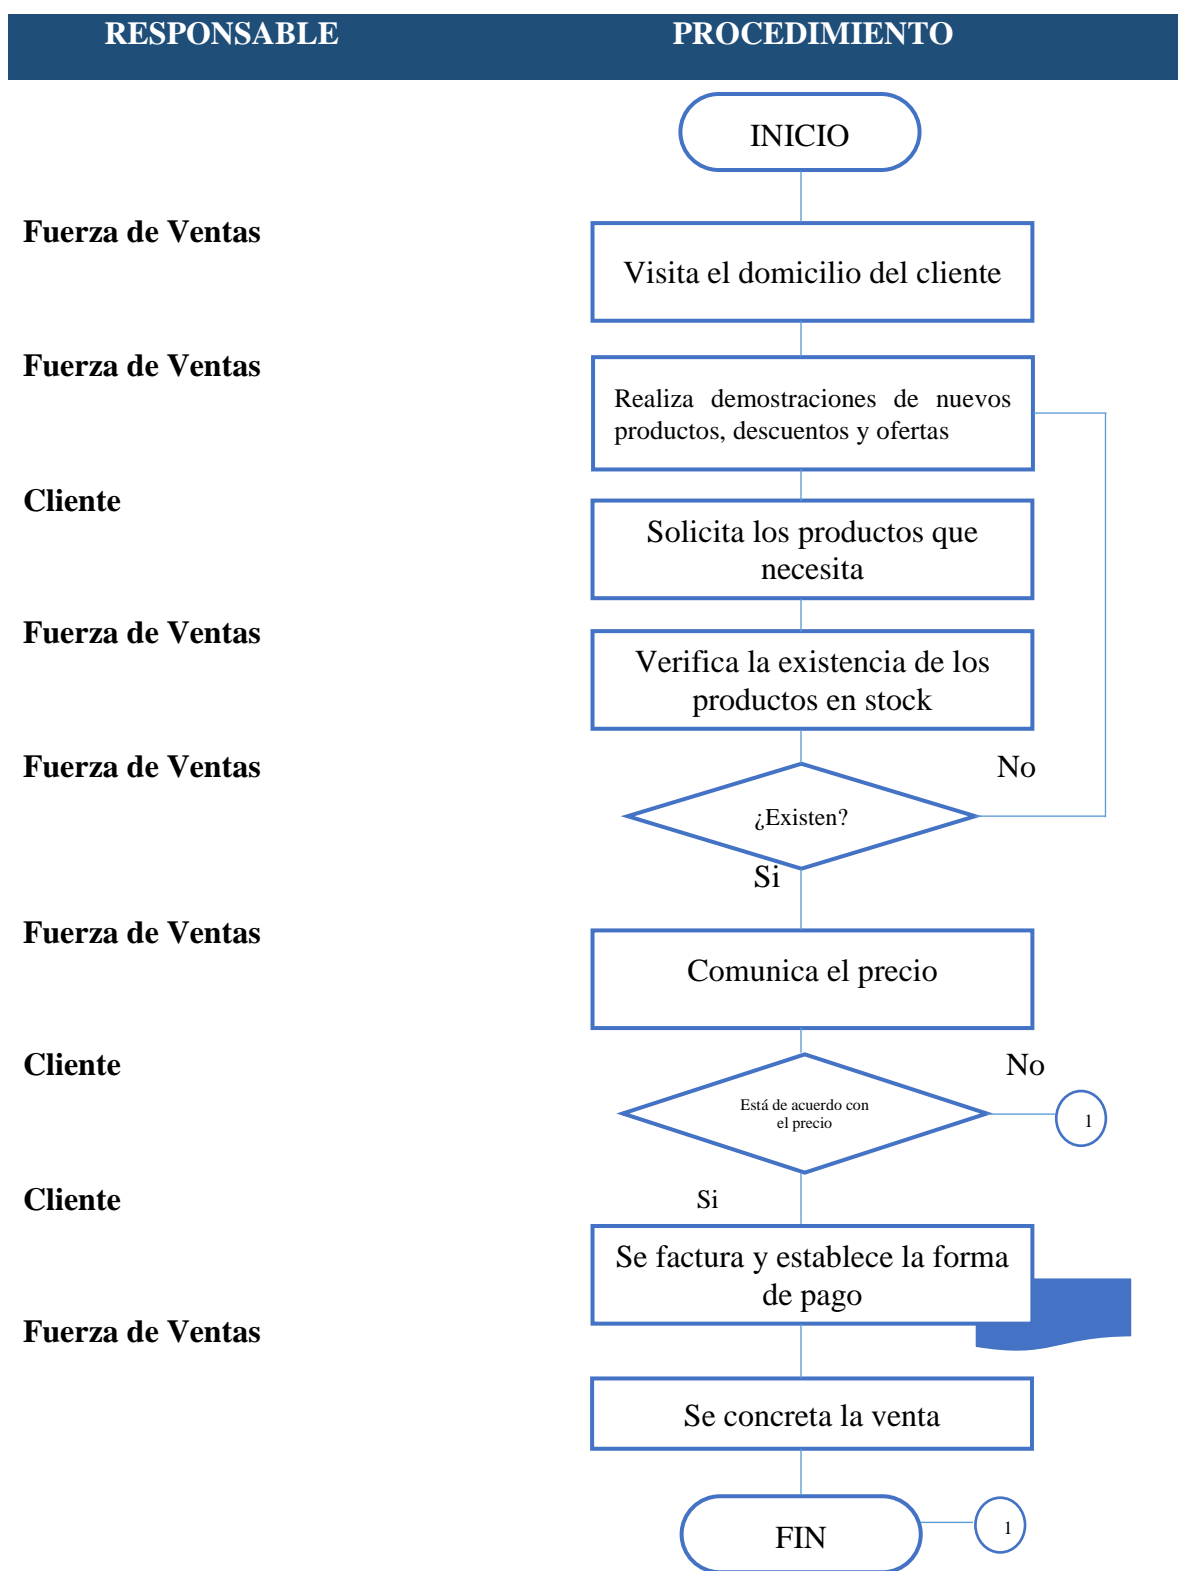 RESPONSABLE PROCEDIMIENTO
INICIO
Fuerza de Ventas
Visita el domicilio del cliente
Fuerza de Ventas
Realiza demostraciones de nuevos
productos, descuentos y ofertas
Cliente
Solicita los productos que
necesita
Fuerza de Ventas
Verifica la existencia de los
productos en stock
Fuerza de Ventas
No
¿Existen?
Si
Fuerza de Ventas
Comunica el precio
Cliente
No
Está de acuerdo con
el precio
1
Cliente
Si
Se factura y establece la forma
de pago
Fuerza de Ventas
Se concreta la venta
FIN
1